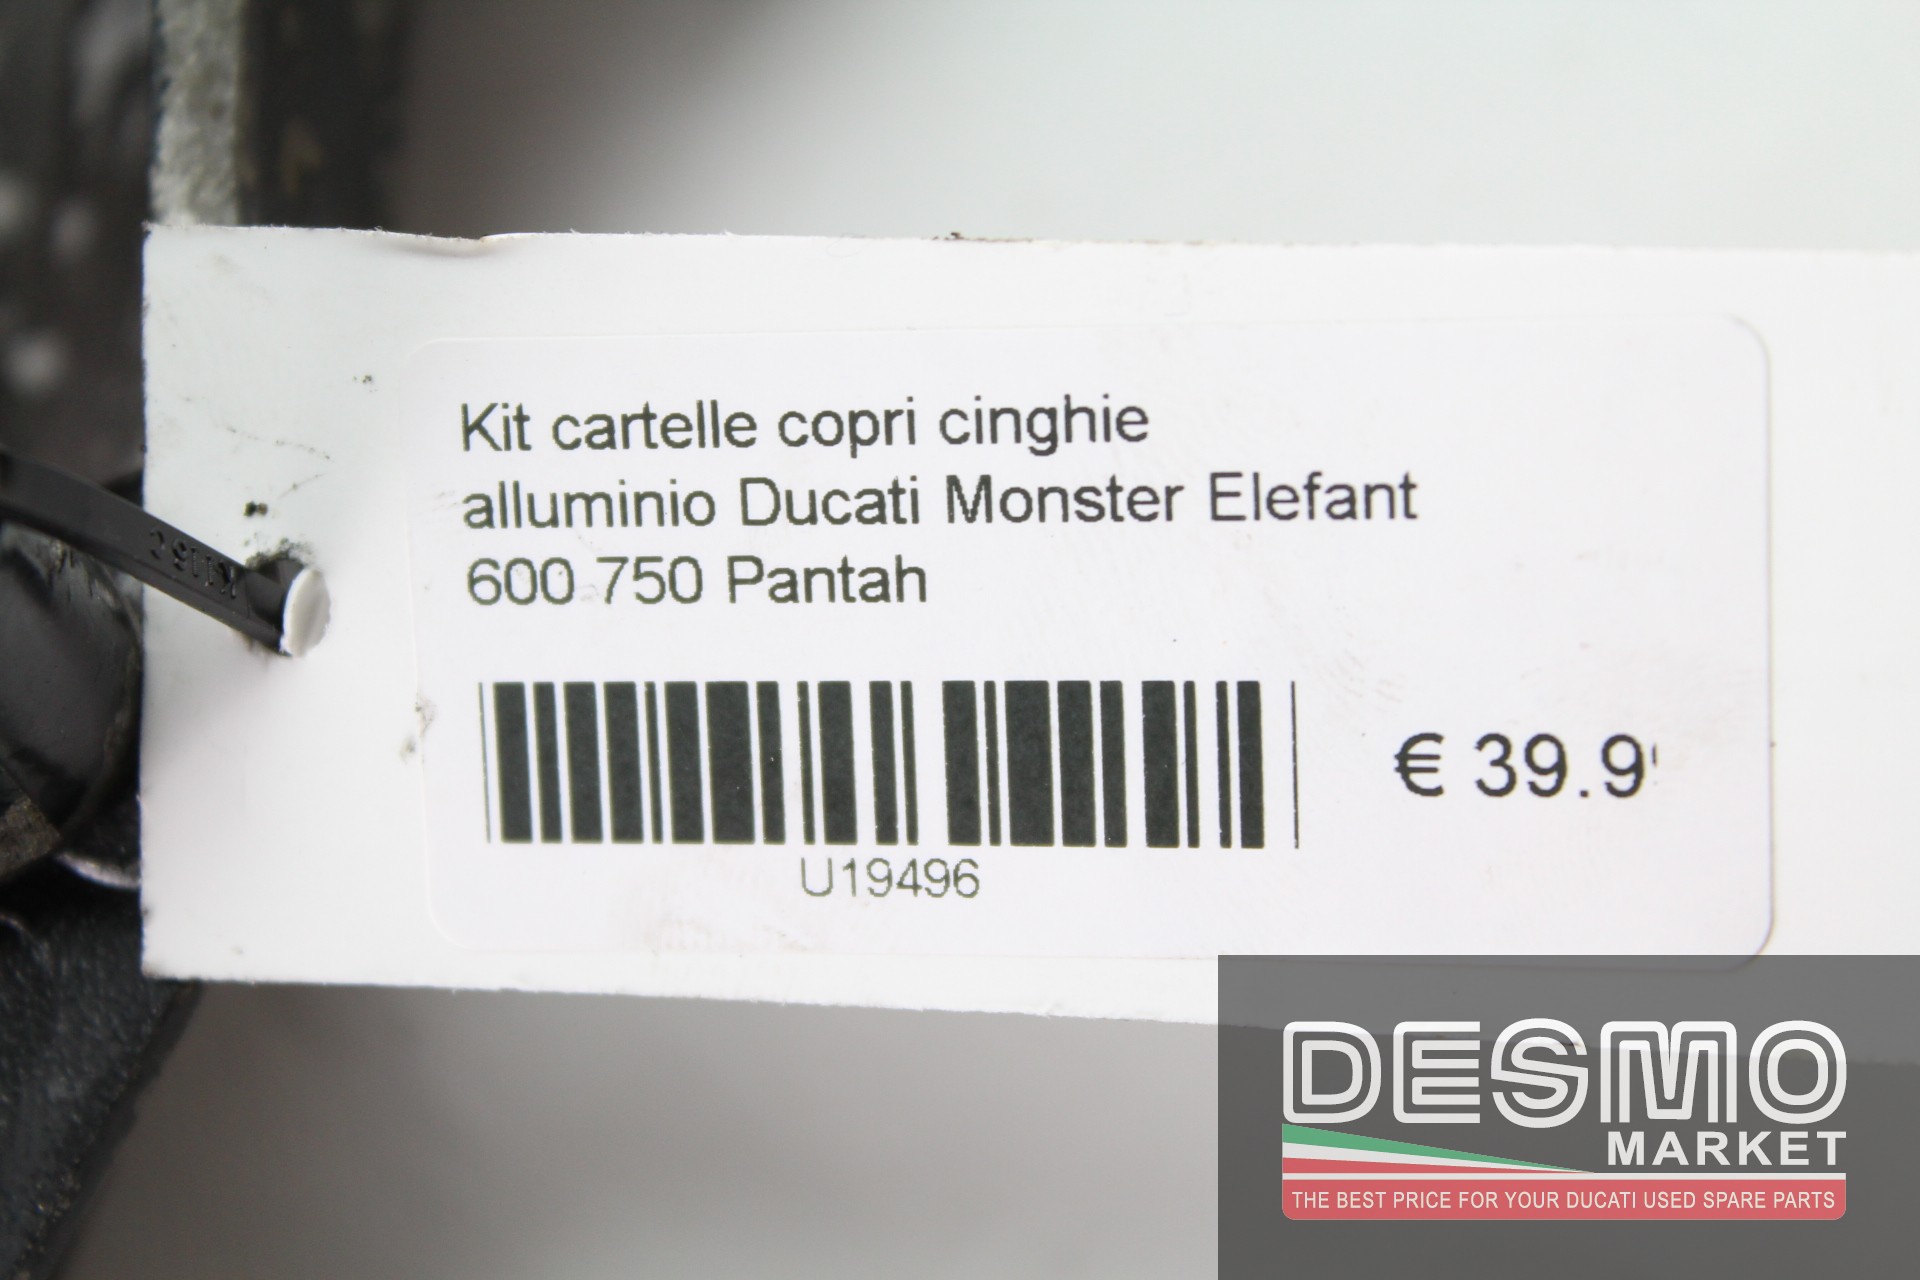 Kit cartelle copri cinghie
alluminio Ducati Monster Elefant
600 750 Pantah
€ 39.9
U19496
DESMO
MARKET
THE BEST PRICE FOR YOUR DUCATI USED SPARE PARTS